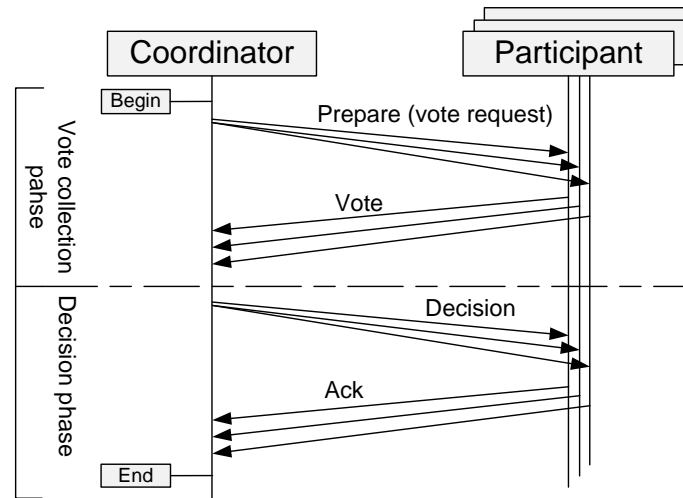 Coordinator
Participant
Begin
Prepare (vote request)
Vote
Vote collection
pahse
Decision
Decision phase
Ack
End